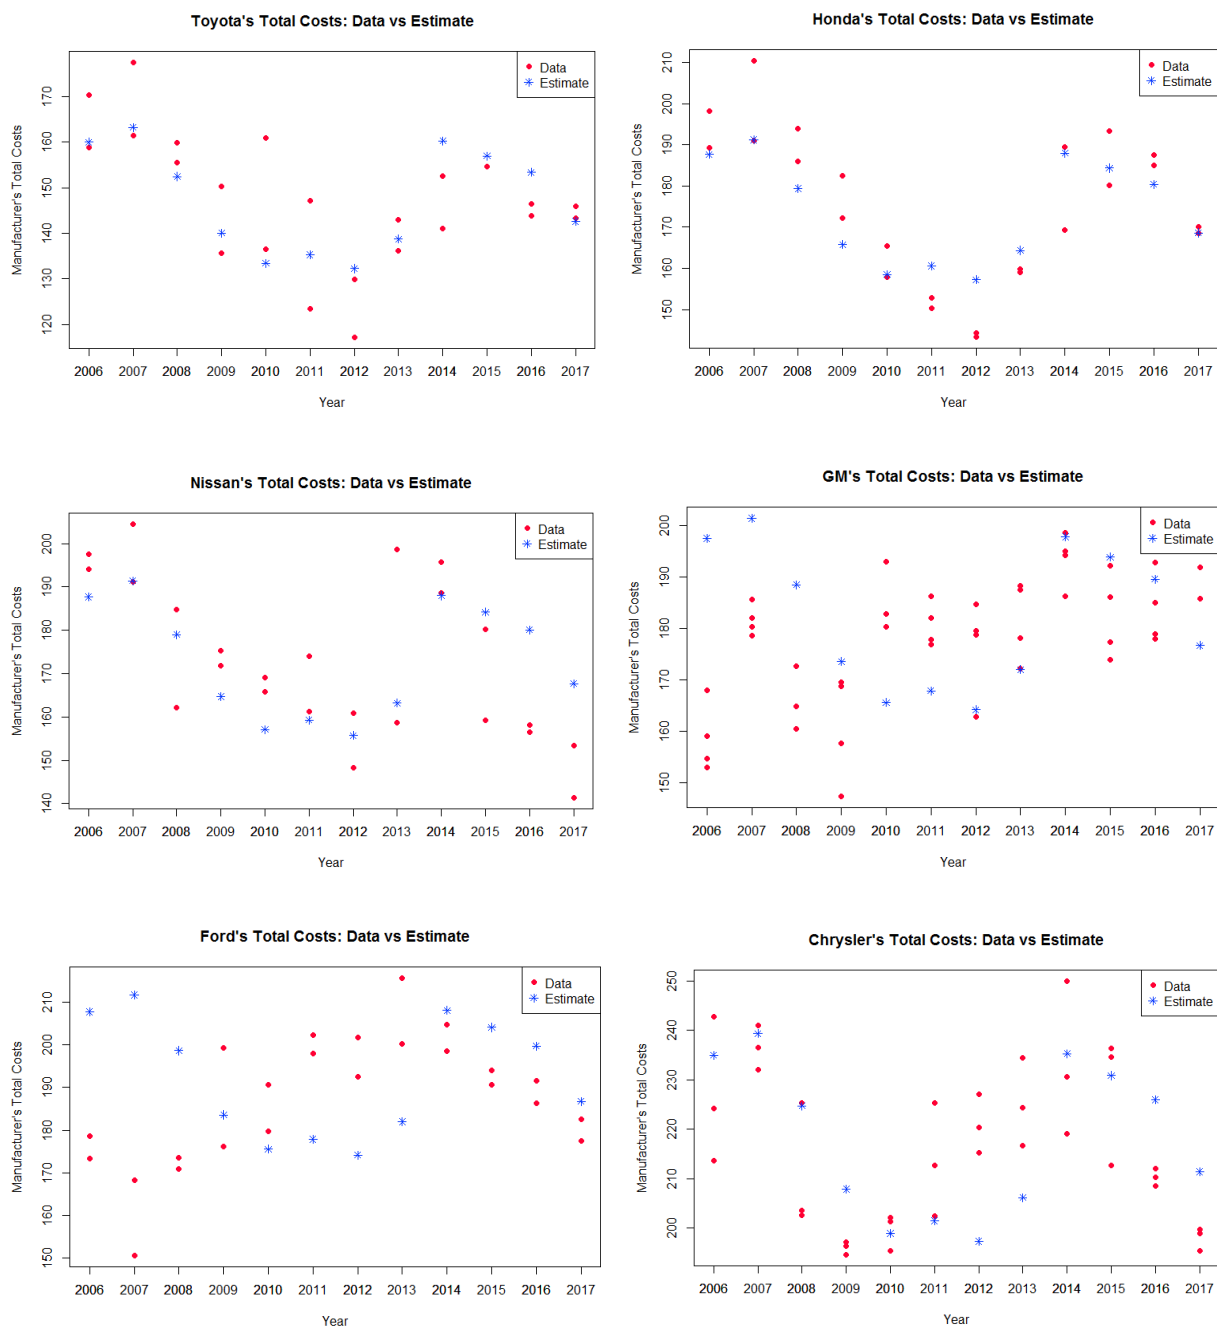 Toyota's Total Costs: Data vs Estimate
Data
Estimate
Manufacturer's Total Costs
170
160
150
140
130
120
2006 2007 2008 2009 2010 2011 2012 2013 2014 2015 2016 2017
Year
Honda's Total Costs: Data vs Estimate
Data
Estimate
Manufacturer's Total Costs
210
200
190
180
170
160
150
2006 2007 2008 2009 2010 2011 2012 2013 2014 2015 2016 2017
Year
Nissan's Total Costs: Data vs Estimate
Data
Estimate
Manufacturer's Total Costs
200
190
180
170
160
150
140
2006 2007 2008 2009 2010 2011 2012 2013 2014 2015 2016 2017
Year
GM's Total Costs: Data vs Estimate
Data
Estimate
Manufacturer's Total Costs
200
190
180
170
160
150
2006 2007 2008 2009 2010 2011 2012 2013 2014 2015 2016 2017
Year
Ford's Total Costs: Data vs Estimate
Data
Estimate
Manufacturer's Total Costs
210
200
190
180
170
160
150
2006 2007 2008 2009 2010 2011 2012 2013 2014 2015 2016 2017
Year
Chrysler's Total Costs: Data vs Estimate
Data
Estimate
Manufacturer's Total Costs
250
240
230
220
210
200
2006 2007 2008 2009 2010 2011 2012 2013 2014 2015 2016 2017
Year